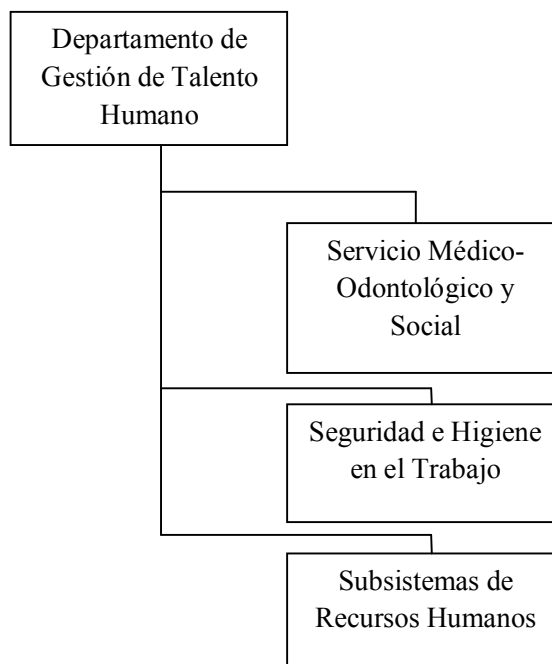 Departamento de
Gestión de Talento
Humano
Servicio Médico-
Odontológico y
Social
Seguridad e Higiene
en el Trabajo
Subsistemas de
Recursos Humanos